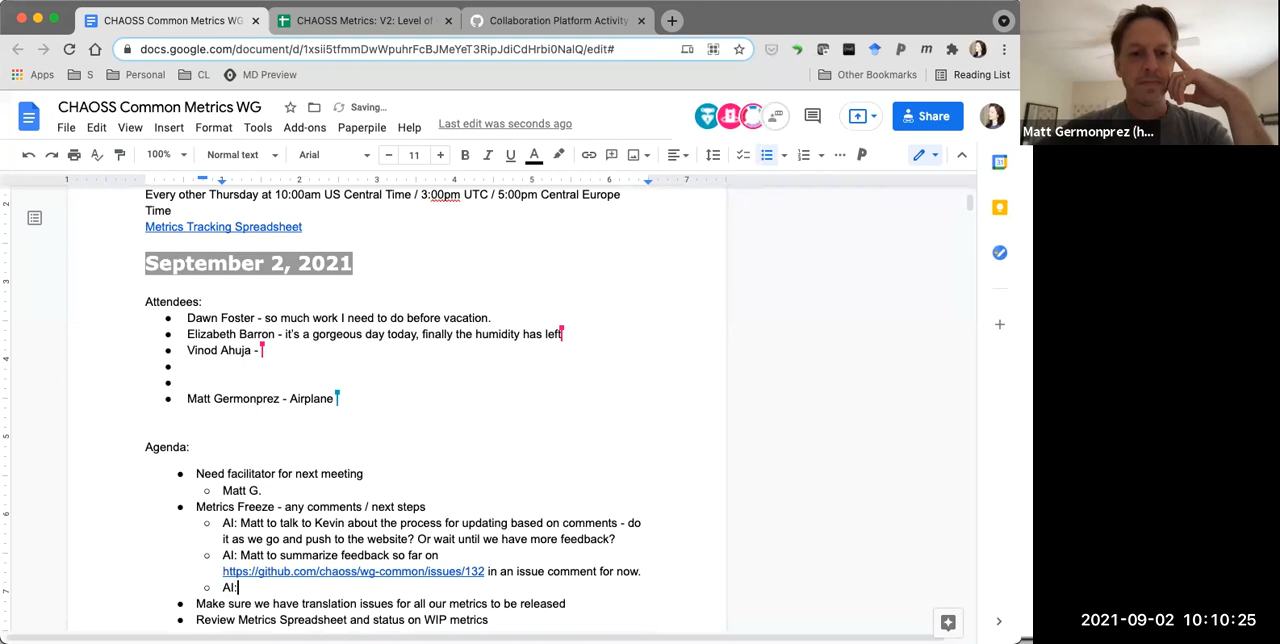 CHAOSS Common Metrics WG
CHAOSS Metrics: V2: Level of
Collaboration Platform Activity
docs.google.com/document/d/1xsii5tfmmDwWpuhrFcBJMeYeT3RipJdiCdHrbi0NaIQ/edit#
Apps
S
Personal
CL
MD Preview
Other Bookmarks
Reading List
CHAOSS Common Metrics WG
Saving...
File Edit View Insert Format Tools Add-ons Paperpile Help
Last edit was seconds ago
Share
100%
Normal text
Arial
11
Every other Thursday at 10:00am US Central Time / 3:00pm UTC / 5:00pm Central Europe
Time
Metrics Tracking Spreadsheet
September 2, 2021
Attendees:
● Dawn Foster - so much work I need to do before vacation.
● Elizabeth Barron - it's a gorgeous day today, finally the humidity has left
● Vinod Ahuja -
●
●
● Matt Germonprez - Airplane
Agenda:
● Need facilitator for next meeting
○ Matt G.
● Metrics Freeze - any comments / next steps
○ AI: Matt to talk to Kevin about the process for updating based on comments - do
it as we go and push to the website? Or wait until we have more feedback?
○ AI: Matt to summarize feedback so far on
https://github.com/chaoss/wg-common/issues/132 in an issue comment for now.
○ AI:
● Make sure we have translation issues for all our metrics to be released
● Review Metrics Spreadsheet and status on WIP metrics
Matt Germonprez (h...
2021-09-02 10:10:25